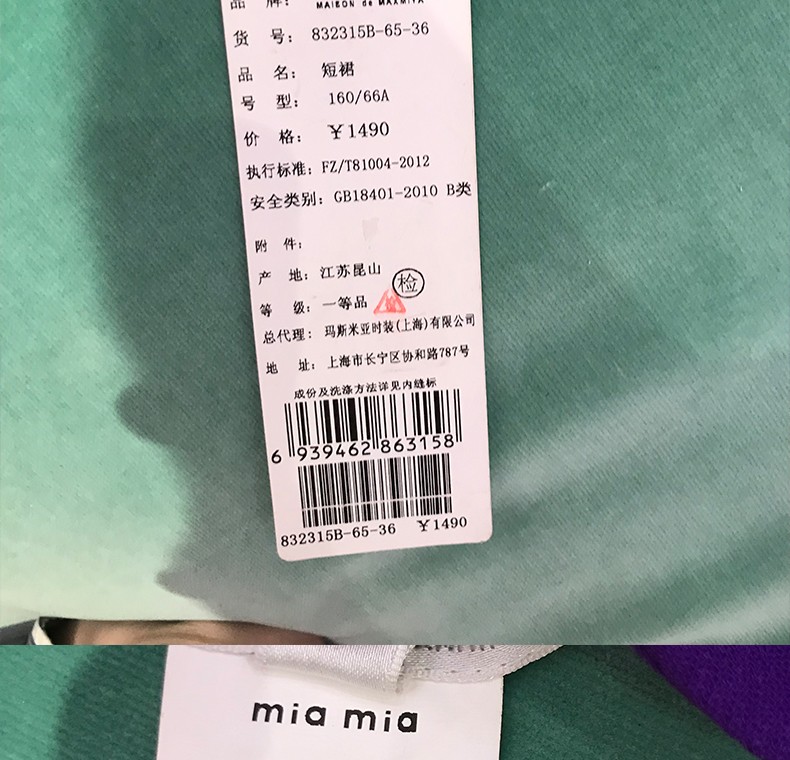 品 牌: MAISON de MAXMIYA
货 号: 832315B-65-36
品 名: 短裙
号 型: 160/66A
价 格: ¥1490
执行标准: FZ/T81004-2012
安全类别: GB18401-2010 B类
附 件:
产 地: 江苏昆山
检
等 级: 一等品
总代理: 玛斯米亚时装(上海)有限公司
地 址: 上海市长宁区协和路787号
成份及洗涤方法详见内缝标
6 939462 863158
832315B-65-36 ¥1490
mia mia